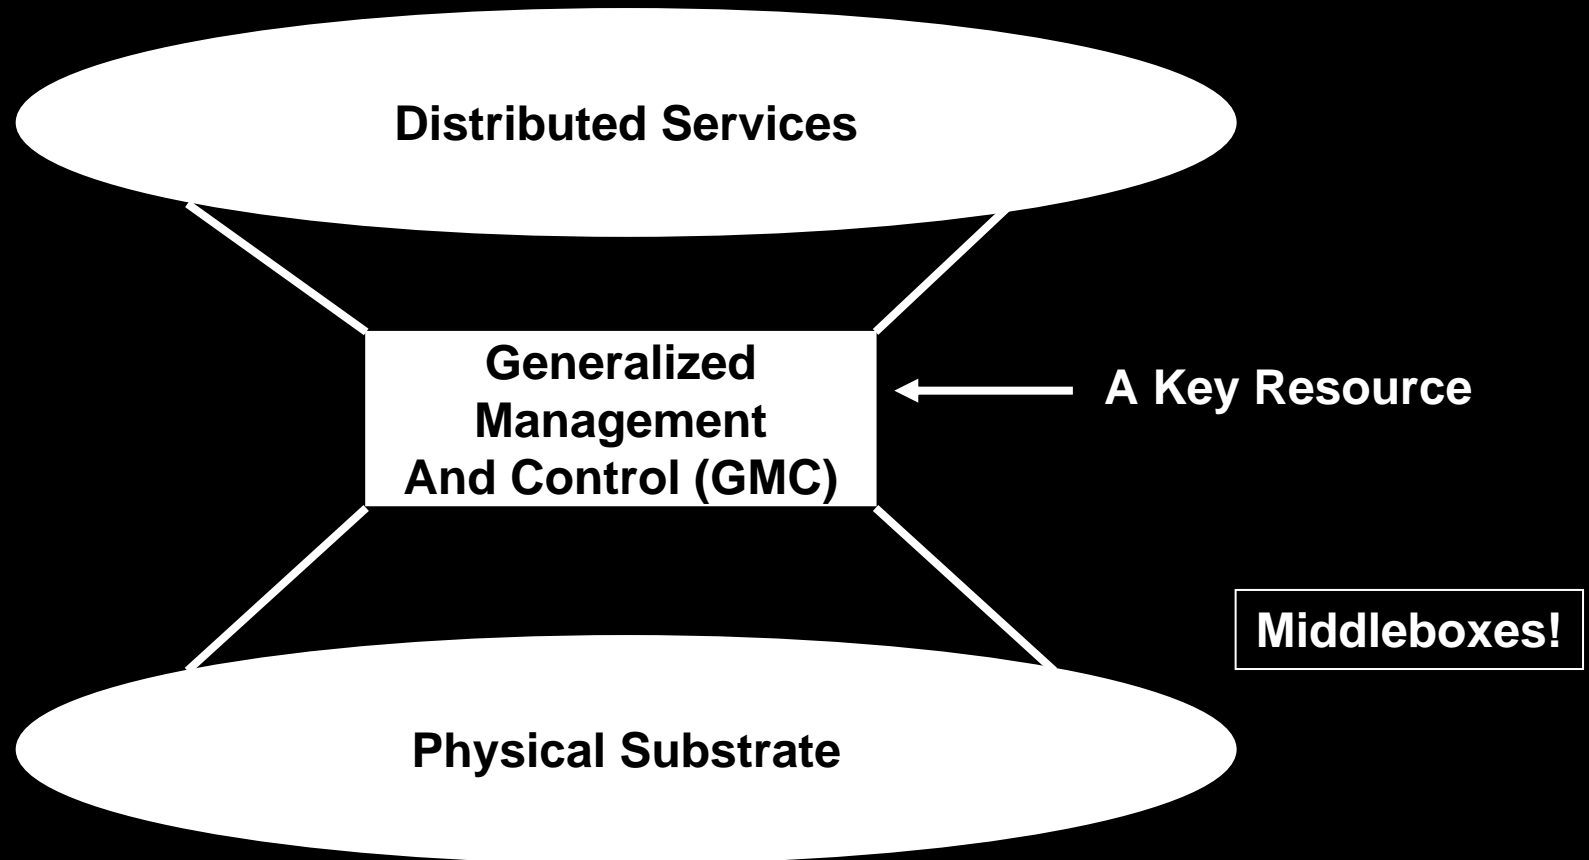 Distributed Services
Generalized
Management
And Control (GMC)
A Key Resource
Middleboxes!
Physical Substrate